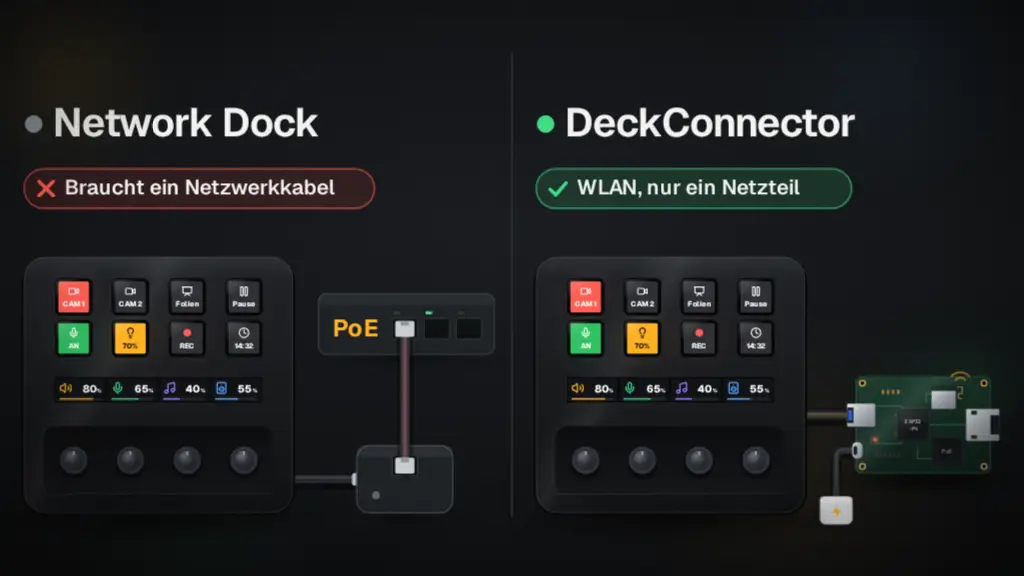 Network Dock
Braucht ein Netzwerkkabel
CAM 1
CAM 2
Folien
Pause
AN
70%
REC
14:32
80%
65%
40%
55%
PoE
DeckConnector
WLAN, nur ein Netzteil
CAM 1
CAM 2
Folien
Pause
AN
70%
REC
14:32
80%
65%
40%
55%
PoE